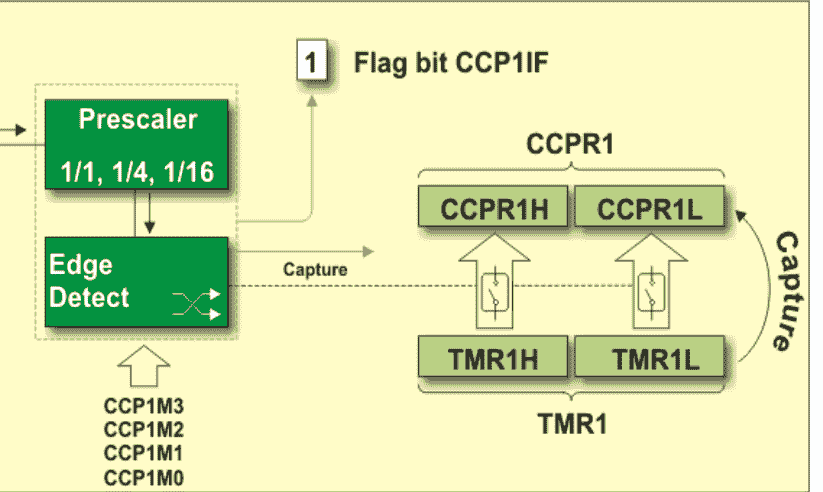 1 Flag bit CCP1IF
Prescaler
1/1, 1/4, 1/16
Edge
Detect
Capture
CCP1M3
CCP1M2
CCP1M1
CCP1M0
CCPR1
CCPR1H CCPR1L
TMR1H TMR1L
TMR1
Capture